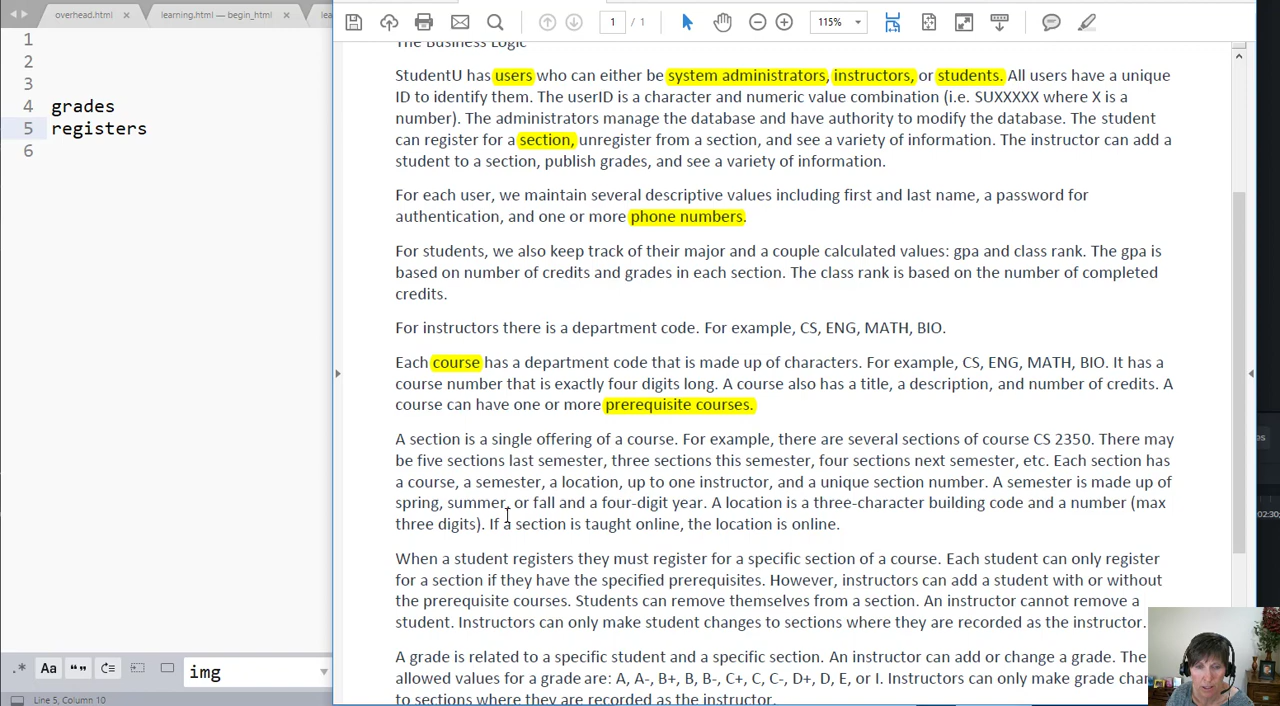 overhead.html
learning.html — begin_html
1
2
3
4 grades
5 registers
6
img
Line 5, Column 10
1 / 1
115%
The Business Logic
StudentU has users who can either be system administrators, instructors, or students. All users have a unique
ID to identify them. The userID is a character and numeric value combination (i.e. SUXXXXX where X is a
number). The administrators manage the database and have authority to modify the database. The student
can register for a section, unregister from a section, and see a variety of information. The instructor can add a
student to a section, publish grades, and see a variety of information.
For each user, we maintain several descriptive values including first and last name, a password for
authentication, and one or more phone numbers.
For students, we also keep track of their major and a couple calculated values: gpa and class rank. The gpa is
based on number of credits and grades in each section. The class rank is based on the number of completed
credits.
For instructors there is a department code. For example, CS, ENG, MATH, BIO.
Each course has a department code that is made up of characters. For example, CS, ENG, MATH, BIO. It has a
course number that is exactly four digits long. A course also has a title, a description, and number of credits. A
course can have one or more prerequisite courses.
A section is a single offering of a course. For example, there are several sections of course CS 2350. There may
be five sections last semester, three sections this semester, four sections next semester, etc. Each section has
a course, a semester, a location, up to one instructor, and a unique section number. A semester is made up of
spring, summer, or fall and a four-digit year. A location is a three-character building code and a number (max
three digits). If a section is taught online, the location is online.
When a student registers they must register for a specific section of a course. Each student can only register
for a section if they have the specified prerequisites. However, instructors can add a student with or without
the prerequisite courses. Students can remove themselves from a section. An instructor cannot remove a
student. Instructors can only make student changes to sections where they are recorded as the instructor.
A grade is related to a specific student and a specific section. An instructor can add or change a grade. The
allowed values for a grade are: A, A-, B+, B, B-, C+, C, C-, D+, D, E, or I. Instructors can only make grade
to sections where they are recorded as the instructor.